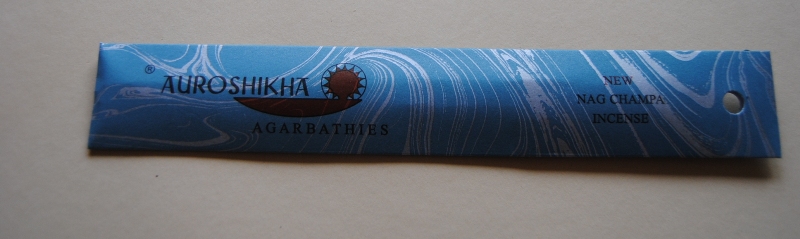 ® AUROSHIKHA
AGARBATHIES
NEW
NAG CHAMPA
INCENSE